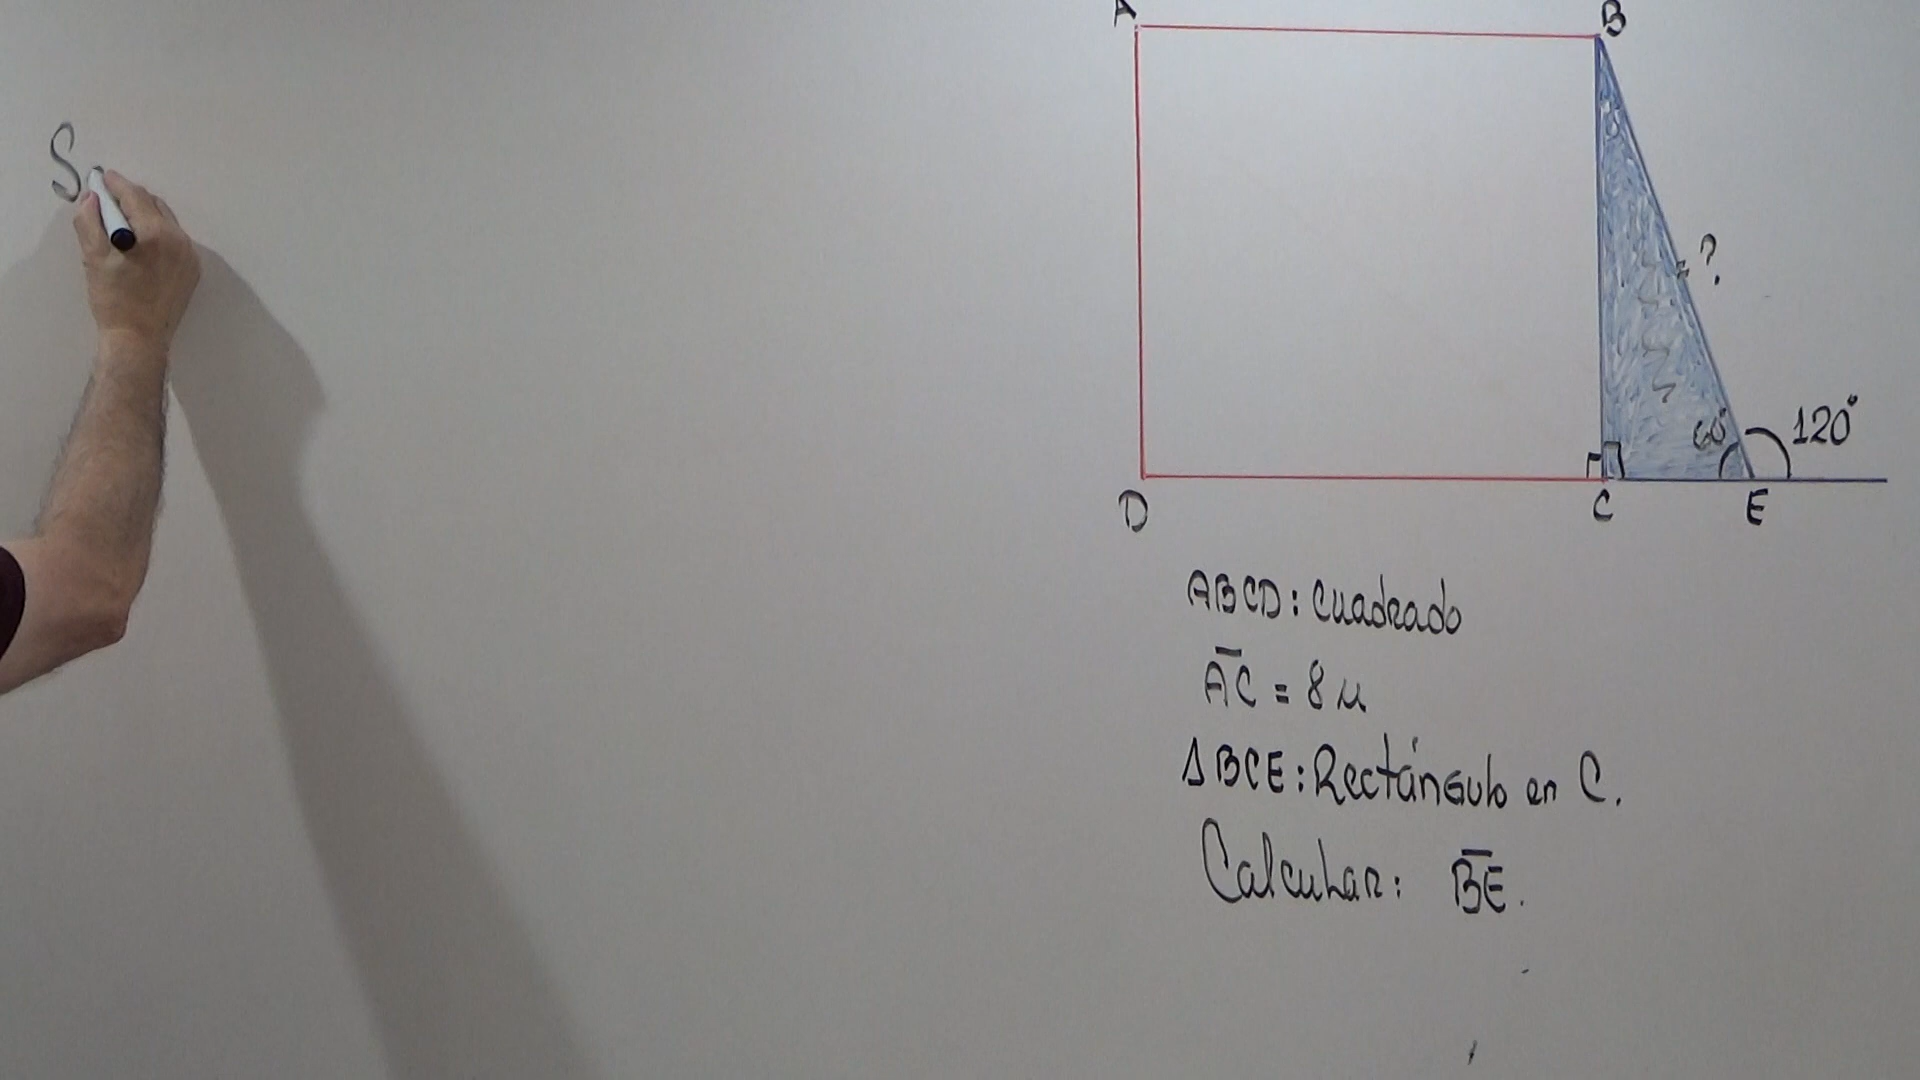 S
A B
?
60° 120°
D C E
ABCD: Cuadrado
AC = 8 u
ΔBCE: Rectángulo en C.
Calcular: BE.